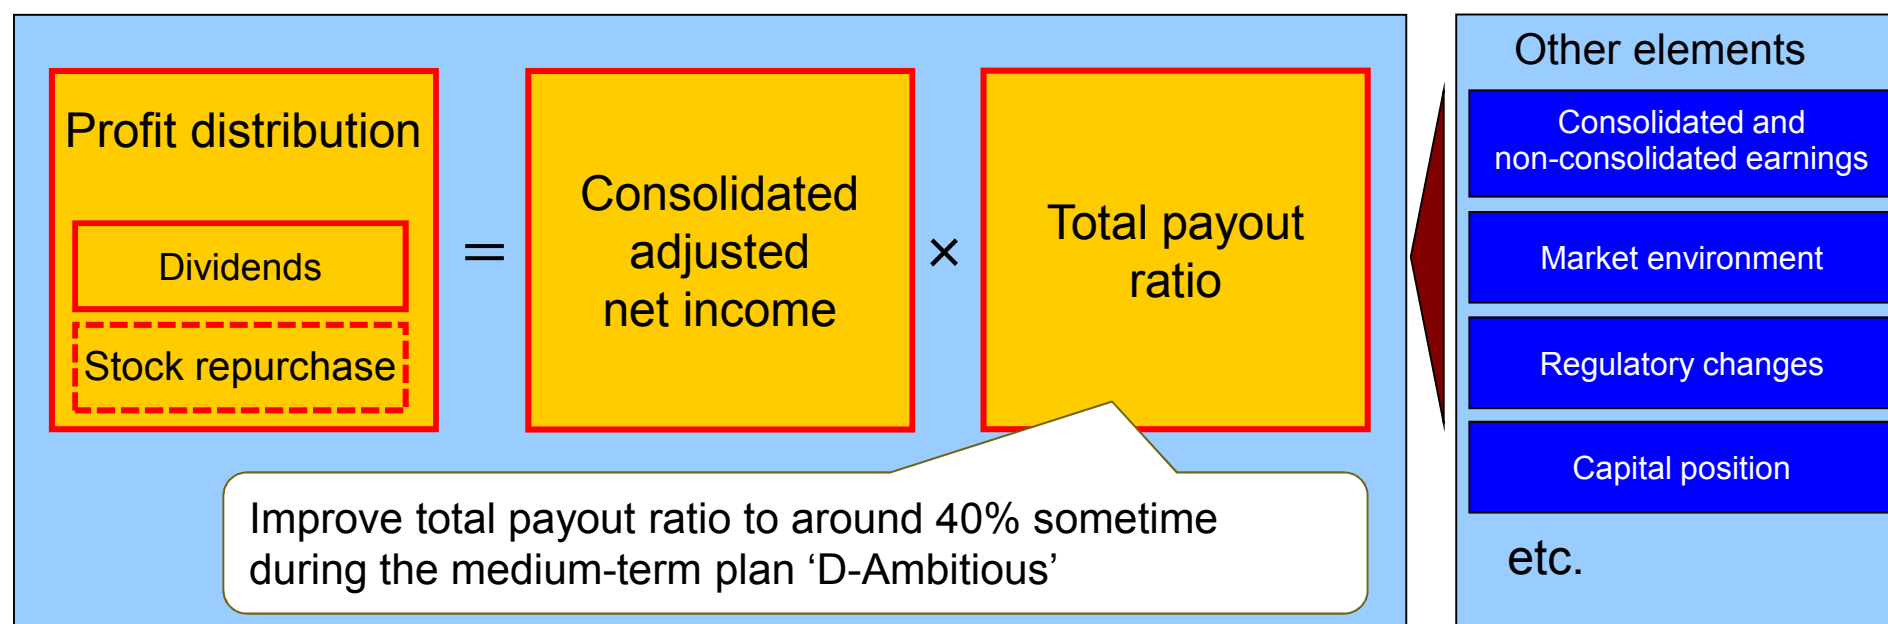 Profit distribution
Dividends
Stock repurchase
=
Consolidated
adjusted
net income
×
Total payout
ratio
Improve total payout ratio to around 40% sometime
during the medium-term plan ‘D-Ambitious’
Other elements
Consolidated and
non-consolidated earnings
Market environment
Regulatory changes
Capital position
etc.